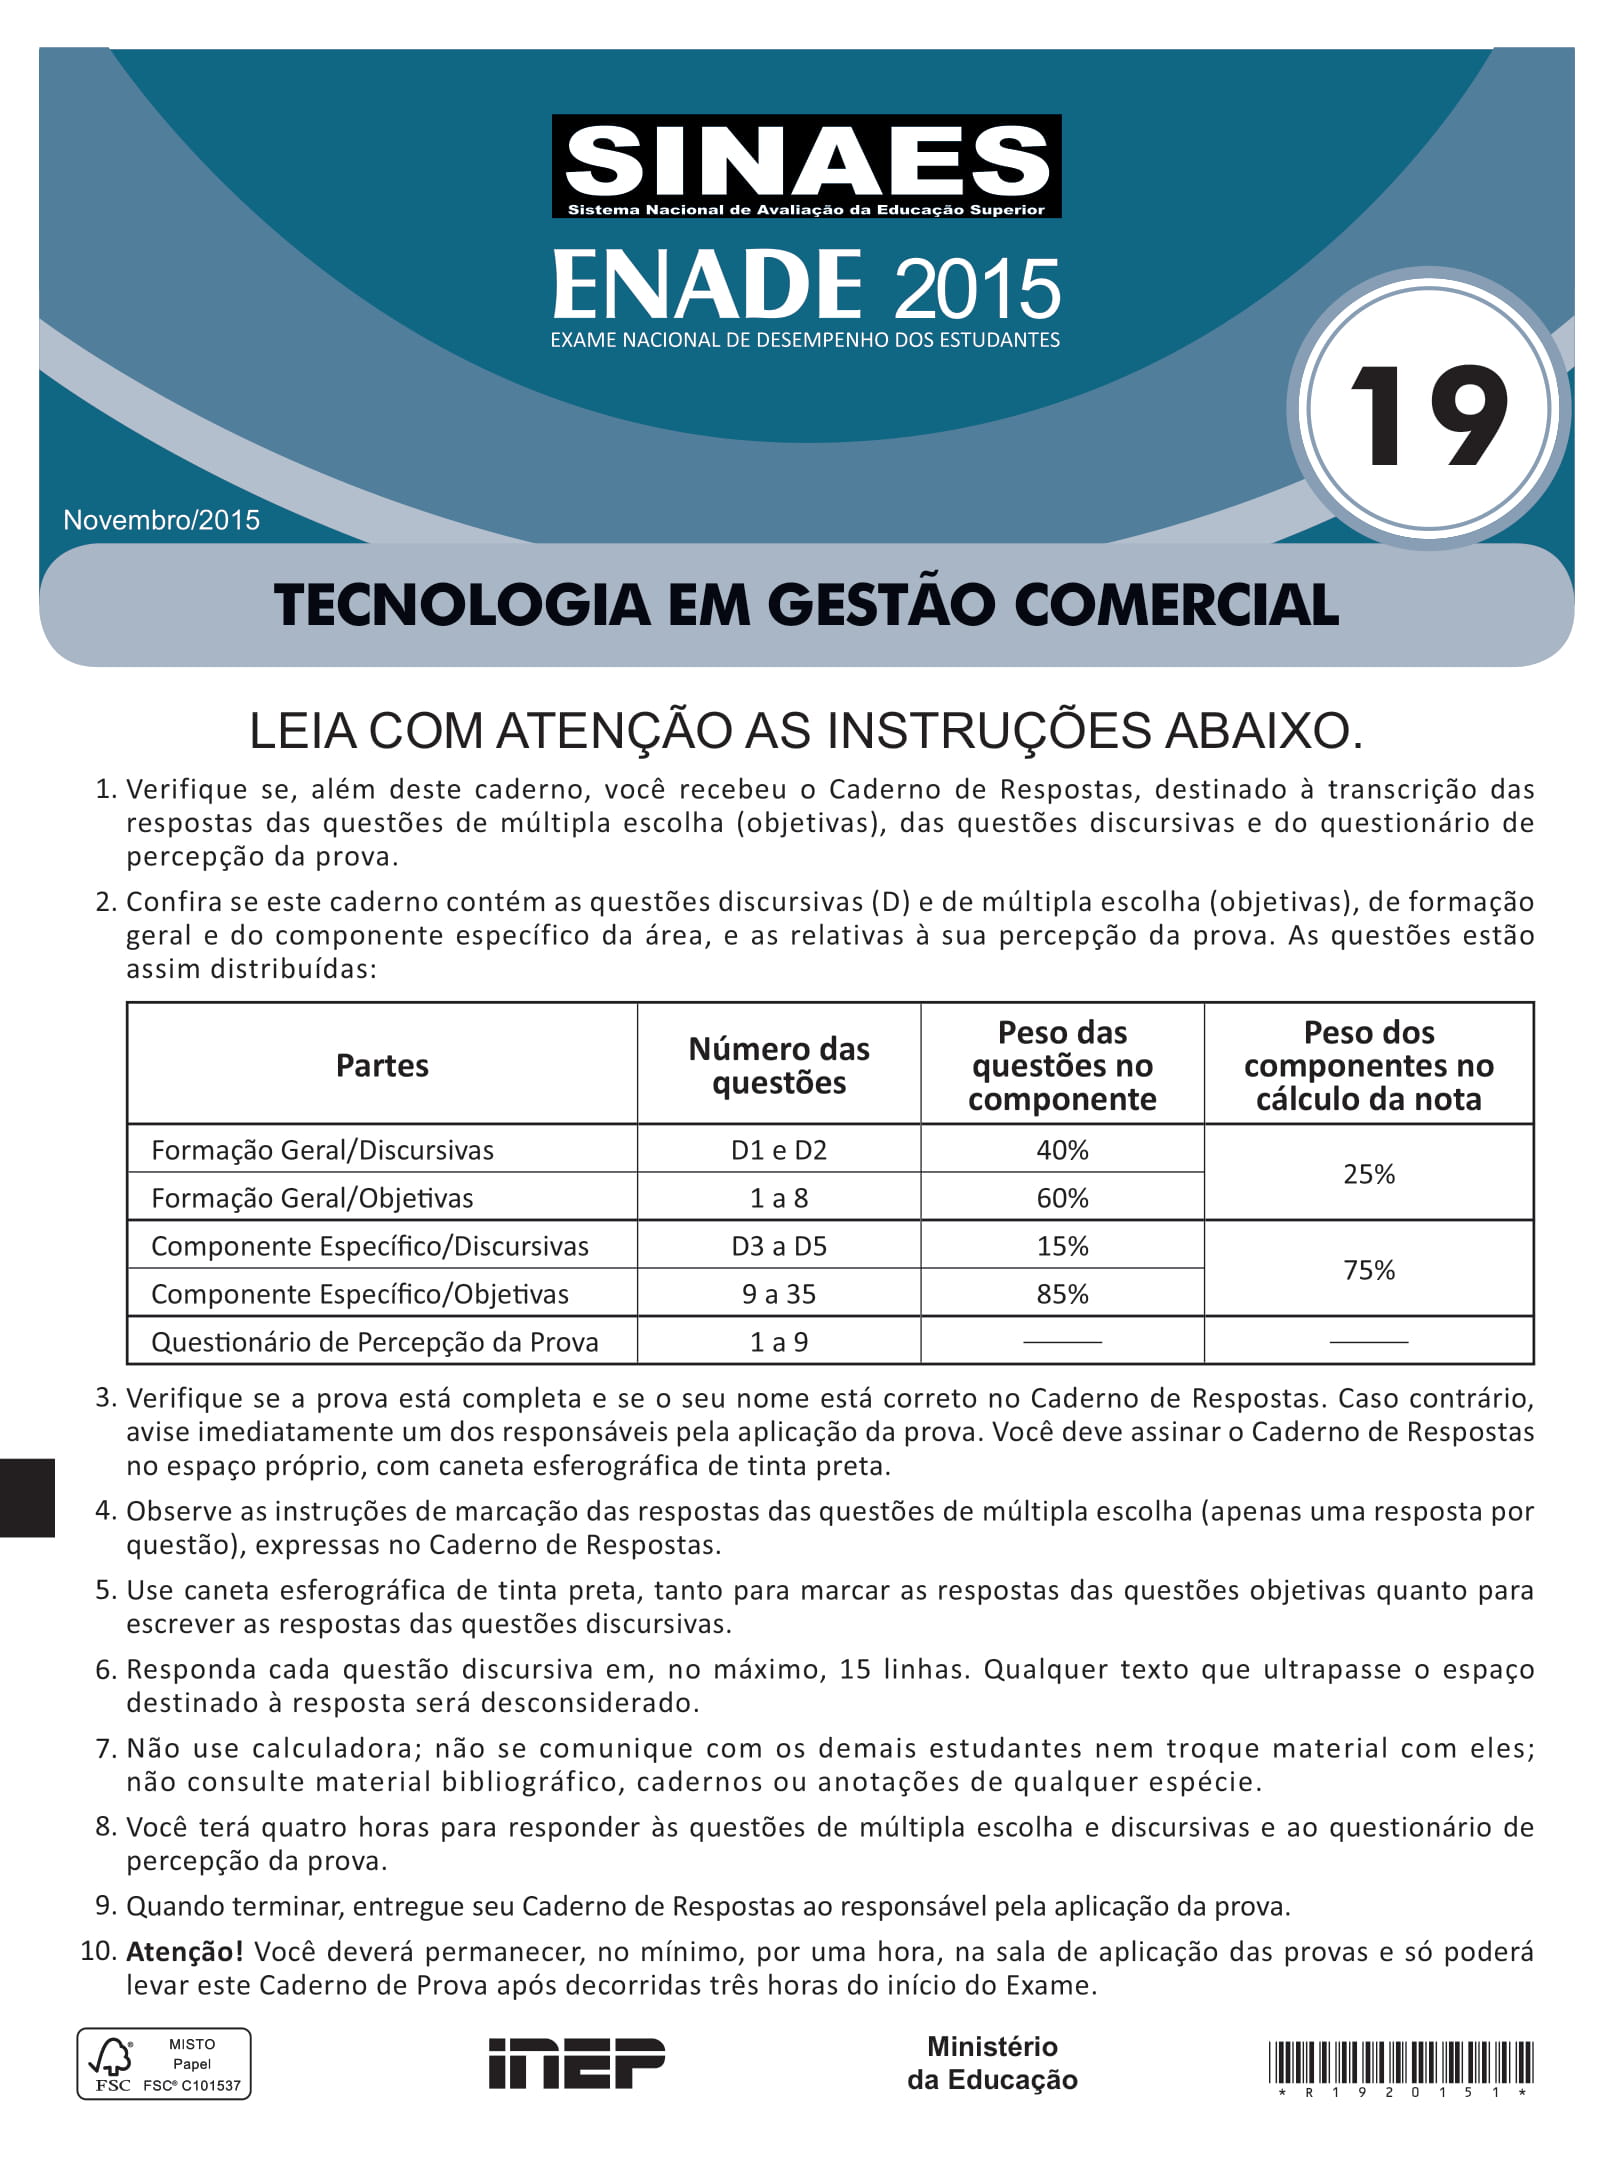 SINAES
Sistema Nacional de Avaliação da Educação Superior
ENADE 2015
EXAME NACIONAL DE DESEMPENHO DOS ESTUDANTES
19
Novembro/2015
TECNOLOGIA EM GESTÃO COMERCIAL
LEIA COM ATENÇÃO AS INSTRUÇÕES ABAIXO.
1. Verifique se, além deste caderno, você recebeu o Caderno de Respostas, destinado à transcrição das
respostas das questões de múltipla escolha (objetivas), das questões discursivas e do questionário de
percepção da prova.
2. Confira se este caderno contém as questões discursivas (D) e de múltipla escolha (objetivas), de formação
geral e do componente específico da área, e as relativas à sua percepção da prova. As questões estão
assim distribuídas:
Partes
Número das
questões
Peso das
questões no
componente
Peso dos
componentes no
cálculo da nota
Formação Geral/Discursivas D1 e D2 40%
25%
Formação Geral/Objetivas 1 a 8 60%
Componente Específico/Discursivas D3 a D5 15%
75%
Componente Específico/Objetivas 9 a 35 85%
Questionário de Percepção da Prova 1 a 9
3. Verifique se a prova está completa e se o seu nome está correto no Caderno de Respostas. Caso contrário,
avise imediatamente um dos responsáveis pela aplicação da prova. Você deve assinar o Caderno de Respostas
no espaço próprio, com caneta esferográfica de tinta preta.
4. Observe as instruções de marcação das respostas das questões de múltipla escolha (apenas uma resposta por
questão), expressas no Caderno de Respostas.
5. Use caneta esferográfica de tinta preta, tanto para marcar as respostas das questões objetivas quanto para
escrever as respostas das questões discursivas.
6. Responda cada questão discursiva em, no máximo, 15 linhas. Qualquer texto que ultrapasse o espaço
destinado à resposta será desconsiderado.
7. Não use calculadora; não se comunique com os demais estudantes nem troque material com eles;
não consulte material bibliográfico, cadernos ou anotações de qualquer espécie.
8. Você terá quatro horas para responder às questões de múltipla escolha e discursivas e ao questionário de
percepção da prova.
9. Quando terminar, entregue seu Caderno de Respostas ao responsável pela aplicação da prova.
10. Atenção! Você deverá permanecer, no mínimo, por uma hora, na sala de aplicação das provas e só poderá
levar este Caderno de Prova após decorridas três horas do início do Exame.
MISTO
Papel
FSC® C101537
FSC
INEP
Ministério
da Educação
*R1920151*